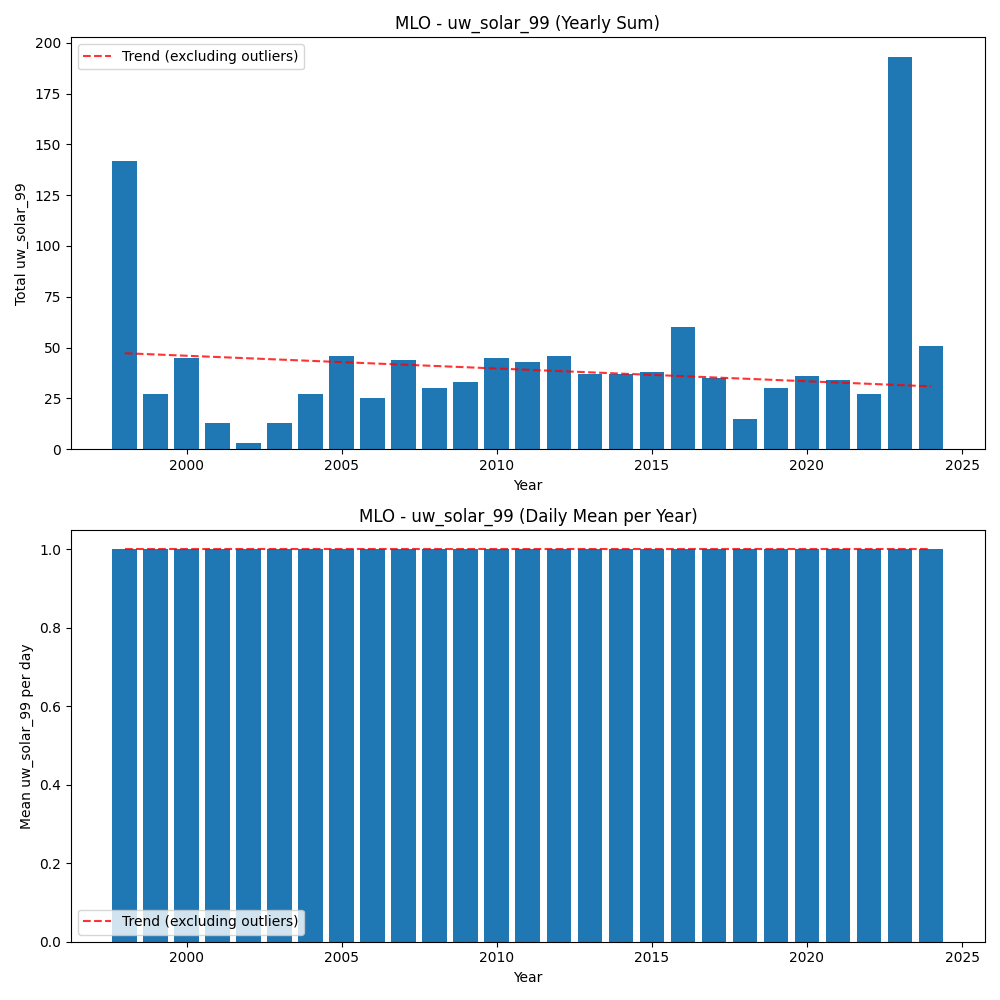 MLO - uw_solar_99 (Yearly Sum)
Trend (excluding outliers)
Total uw_solar_99
200
175
150
125
100
75
50
25
0
2000 2005 2010 2015 2020 2025
Year
MLO - uw_solar_99 (Daily Mean per Year)
Mean uw_solar_99 per day
1.0
0.8
0.6
0.4
0.2
0.0
Trend (excluding outliers)
2000 2005 2010 2015 2020 2025
Year